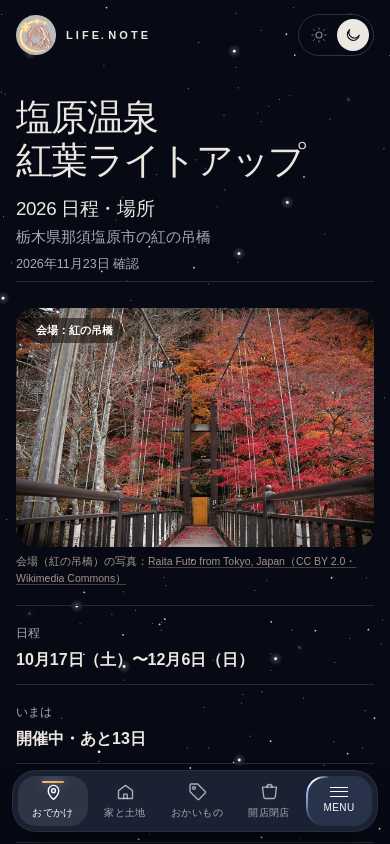 LIFE.NOTE
塩原温泉
紅葉ライトアップ
2026 日程・場所
栃木県那須塩原市の紅の吊橋
2026年11月23日 確認
会場：紅の吊橋
会場（紅の吊橋）の写真：Raita Futo from Tokyo, Japan（CC BY 2.0・
Wikimedia Commons）
日程
10月17日（土）〜12月6日（日）
いまは
開催中・あと13日
おでかけ
家と土地
おかいもの
開店閉店
MENU